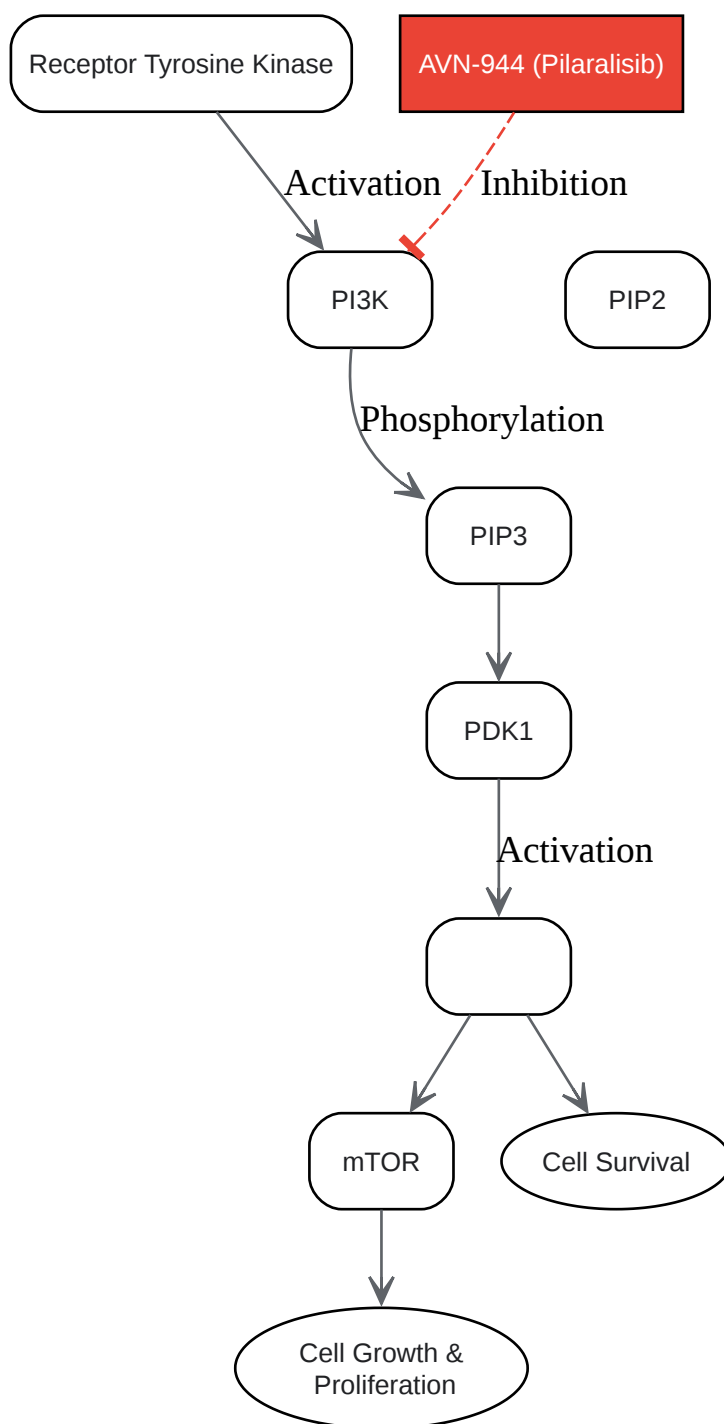 Receptor Tyrosine Kinase
AVN-944 (Pilaralisib)
Activation
Inhibition
PI3K
PIP2
Phosphorylation
PIP3
PDK1
Activation
mTOR
Cell Survival
Cell Growth &
Proliferation